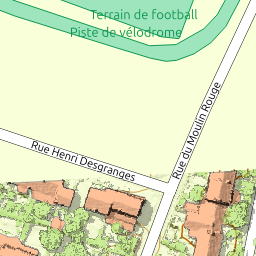 Terrain de football
Piste de vélodrome
Rue du Moulin Rouge
Rue Henri Desgranges